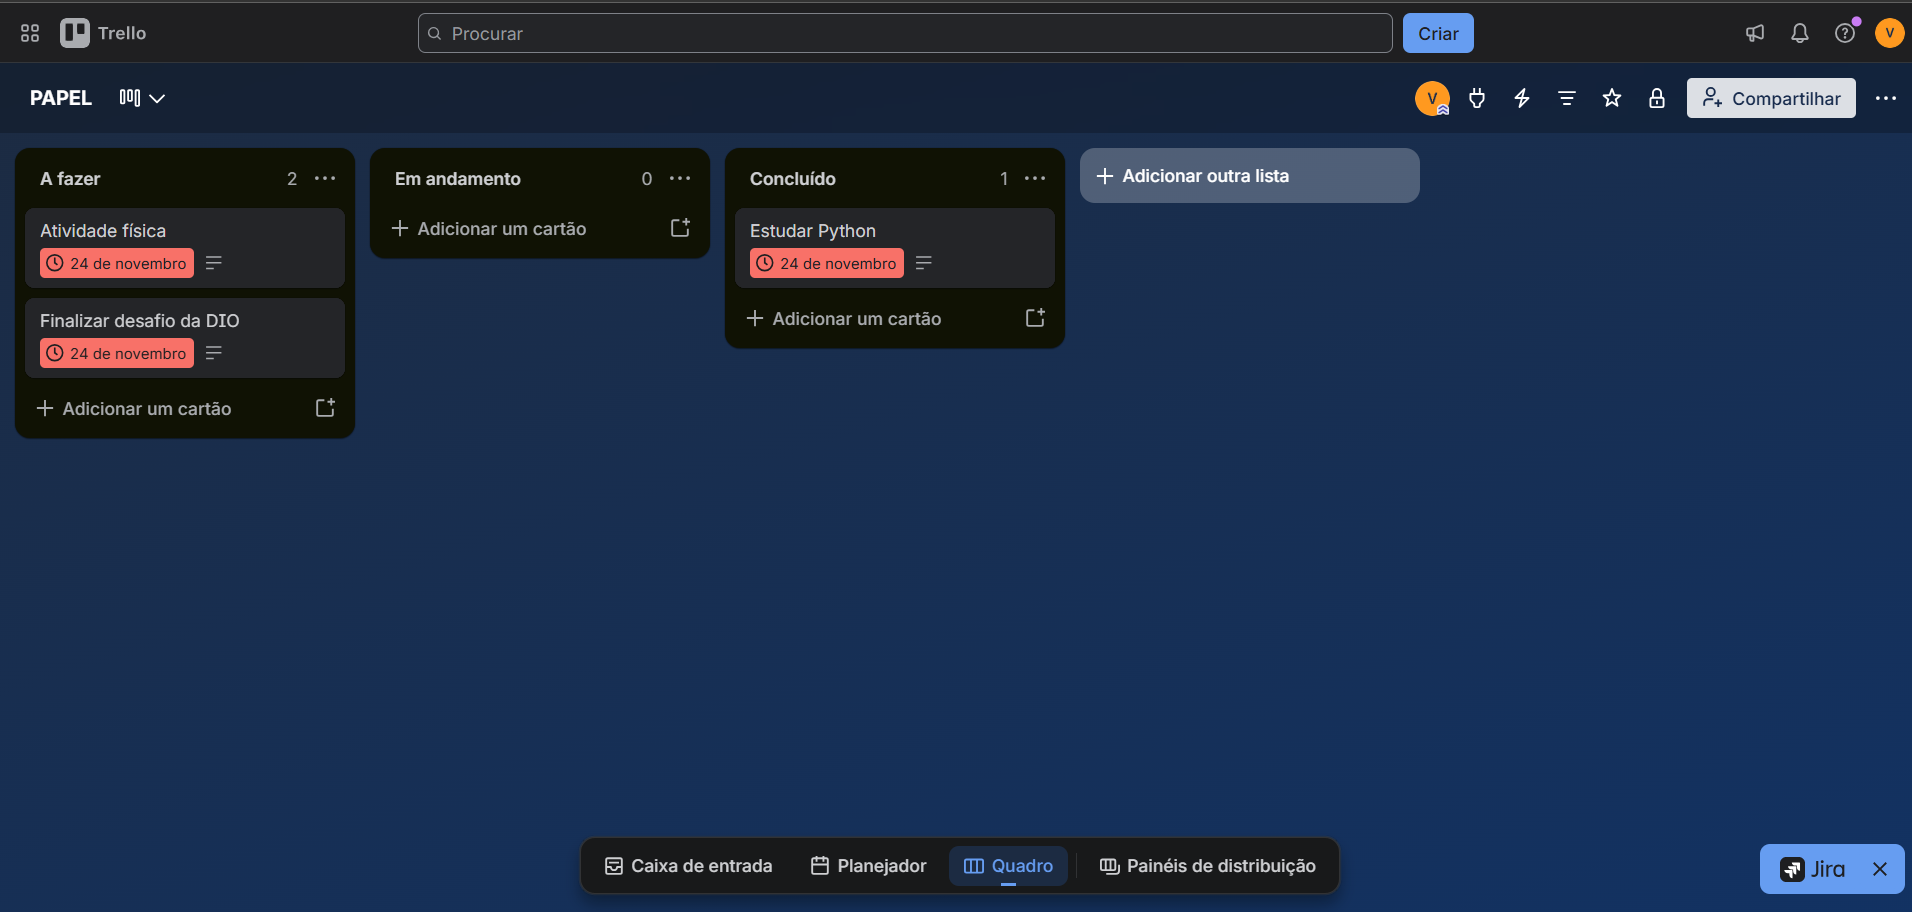 Trello
Procurar
Criar
V
PAPEL
V
Compartilhar
A fazer 2
Atividade física
24 de novembro
Finalizar desafio da DIO
24 de novembro
Adicionar um cartão
Em andamento 0
Adicionar um cartão
Concluído 1
Estudar Python
24 de novembro
Adicionar um cartão
Adicionar outra lista
Caixa de entrada
Planejador
Quadro
Painéis de distribuição
Jira